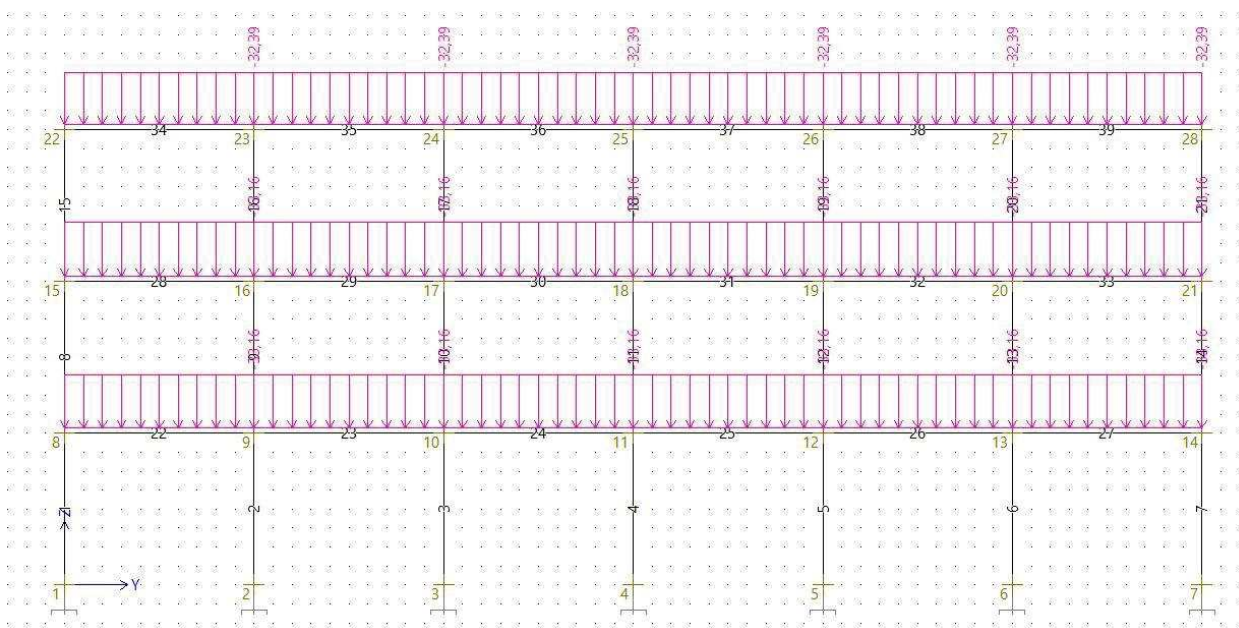 -32,39 -32,39 -32,39 -32,39 -32,39 -32,39
34 35 36 37 38 39
22 23 24 25 26 27 28
15
28 29 30 31 32 33
15 16 17 18 19 20 21
8
22 23 24 25 26 27
8 9 10 11 12 13 14
Z 2 3 4 5 6 7
Y
1 2 3 4 5 6 7